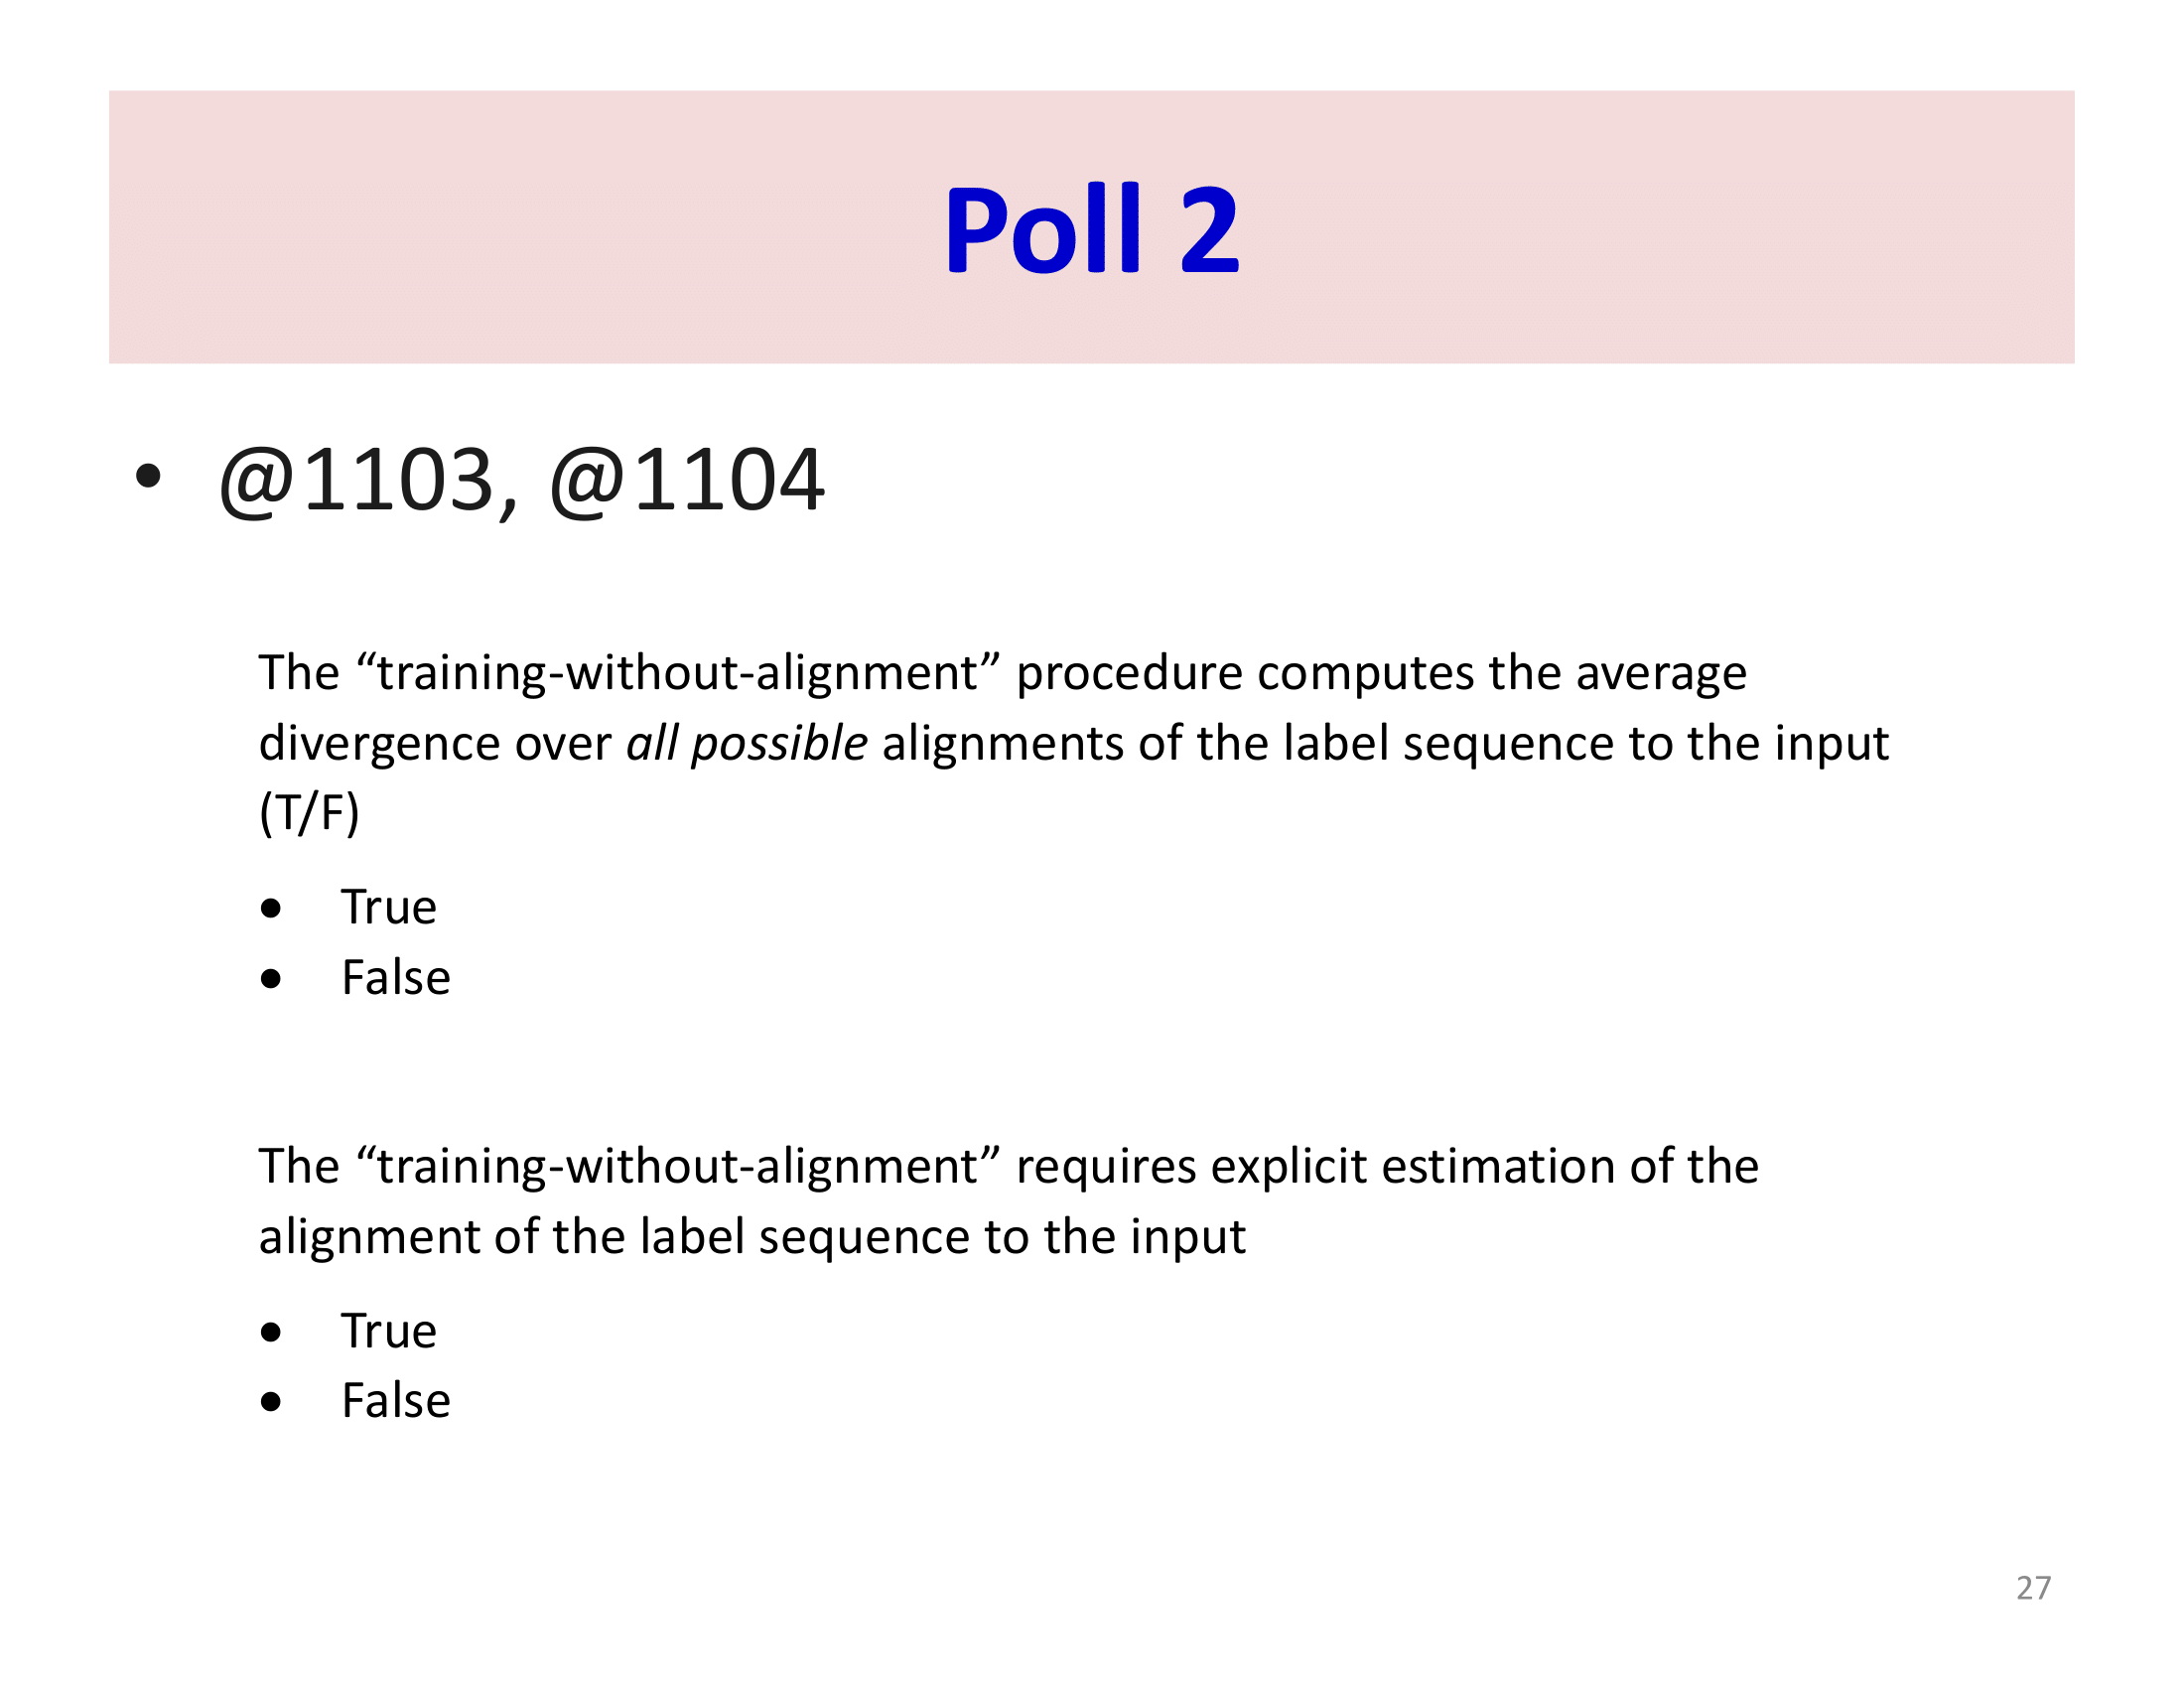 Poll 2
• @1103, @1104
The “training-without-alignment” procedure computes the average
divergence over all possible alignments of the label sequence to the input
(T/F)
• True
• False
The “training-without-alignment” requires explicit estimation of the
alignment of the label sequence to the input
• True
• False
27